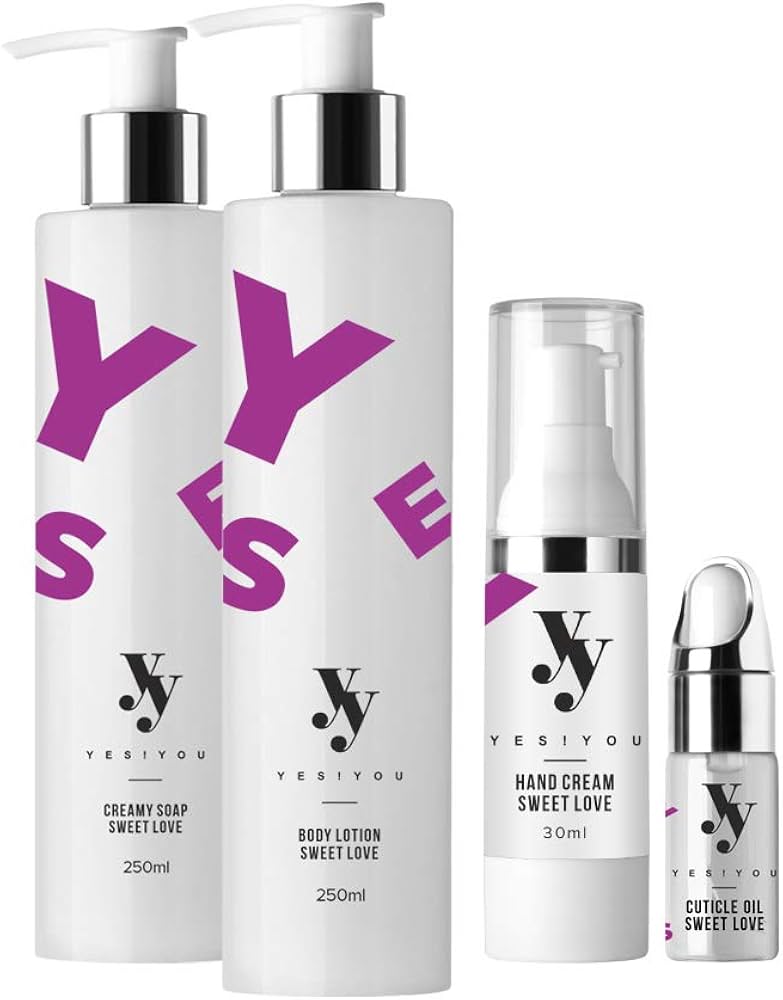 Y
E
S
yy
YES!YOU
CREAMY SOAP
SWEET LOVE
250ml
Y
E
S
yy
YES!YOU
BODY LOTION
SWEET LOVE
250ml
yy
YES!YOU
HAND CREAM
SWEET LOVE
30ml
yy
YES!YOU
CUTICLE OIL
SWEET LOVE
S